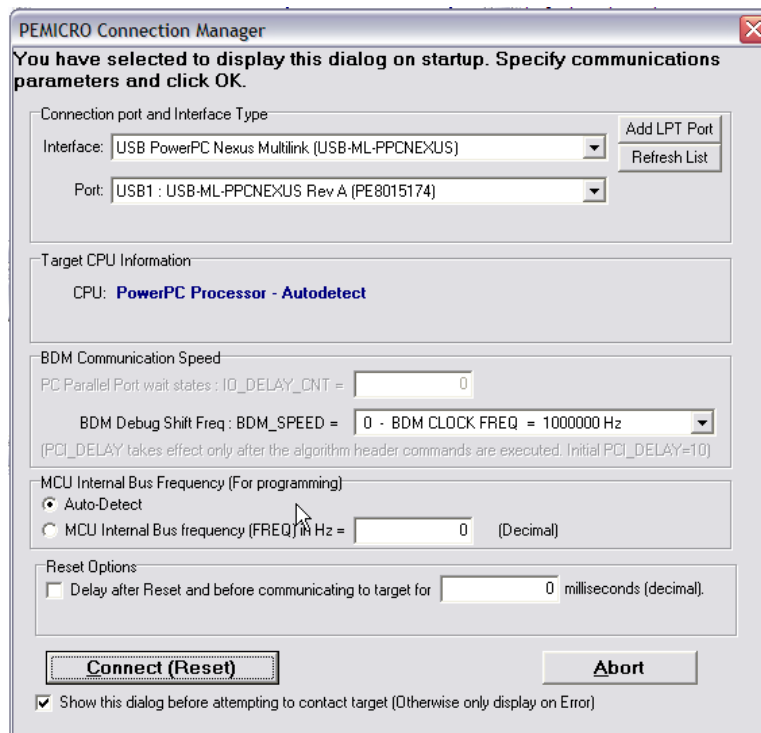 PEMICRO Connection Manager
You have selected to display this dialog on startup. Specify communications
parameters and click OK.
Connection port and Interface Type
Add LPT Port
Interface: USB PowerPC Nexus Multilink (USB-ML-PPCNEXUS)
Refresh List
Port: USB1 : USB-ML-PPCNEXUS Rev A (PE8015174)
Target CPU Information
CPU: PowerPC Processor - Autodetect
BDM Communication Speed
PC Parallel Port wait states : IO_DELAY_CNT = 0
BDM Debug Shift Freq : BDM_SPEED = 0 - BDM CLOCK FREQ = 1000000 Hz
(PCI_DELAY takes effect only after the algorithm header commands are executed. Initial PCI_DELAY=10)
MCU Internal Bus Frequency (For programming)
Auto-Detect
MCU Internal Bus frequency (FREQ) in Hz = 0 (Decimal)
Reset Options
Delay after Reset and before communicating to target for 0 milliseconds (decimal).
Connect (Reset) Abort
Show this dialog before attempting to contact target (Otherwise only display on Error)